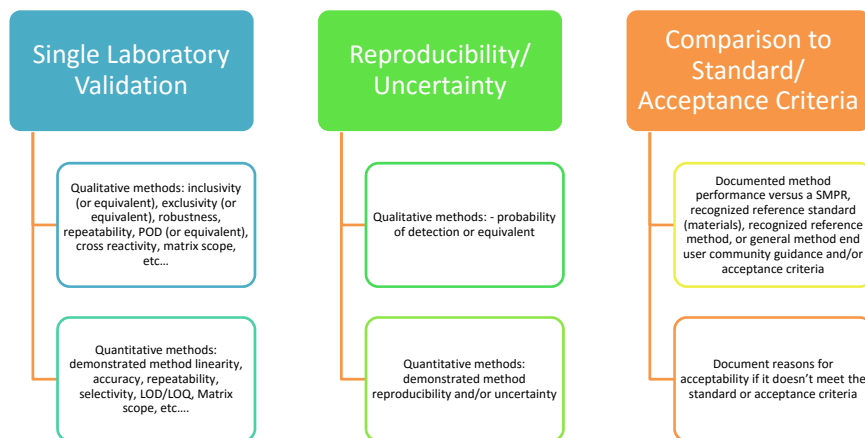 Single Laboratory
Validation
Qualitative methods: inclusivity
(or equivalent), exclusivity (or
equivalent), robustness,
repeatability, POD (or equivalent),
cross reactivity, matrix scope,
etc…
Quantitative methods:
demonstrated method linearity,
accuracy, repeatability,
selectivity, LOD/LOQ, Matrix
scope, etc….
Reproducibility/
Uncertainty
Qualitative methods: - probability
of detection or equivalent
Quantitative methods:
demonstrated method
reproducibility and/or uncertainty
Comparison to
Standard/
Acceptance Criteria
Documented method
performance versus a SMPR,
recognized reference standard
(materials), recognized reference
method, or general method end
user community guidance and/or
acceptance criteria
Document reasons for
acceptability if it doesn’t meet the
standard or acceptance criteria